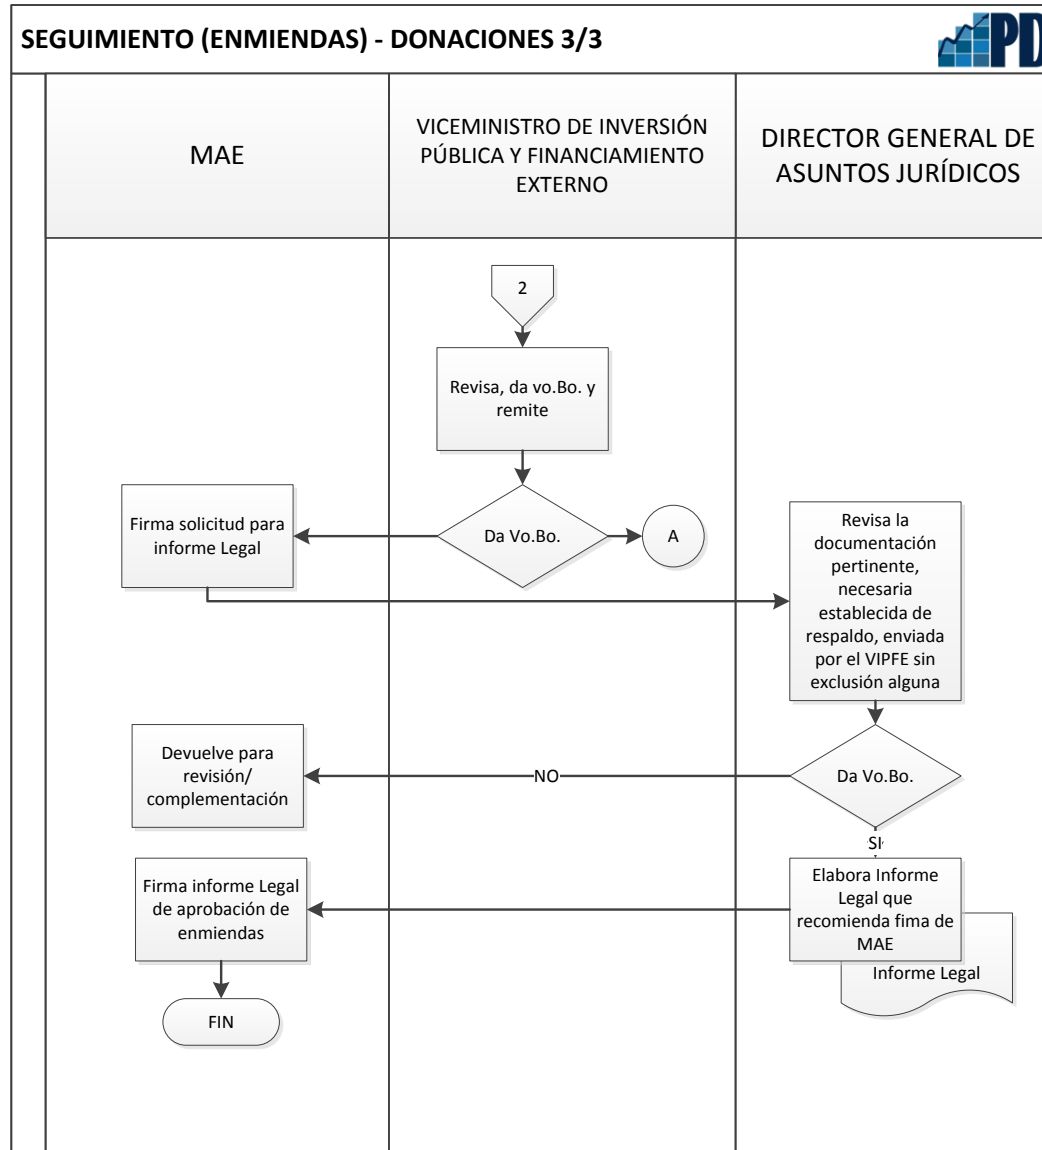 SEGUIMIENTO (ENMIENDAS) - DONACIONES 3/3
PD
MAE
VICEMINISTRO DE INVERSIÓN
PÚBLICA Y FINANCIAMIENTO
EXTERNO
DIRECTOR GENERAL DE
ASUNTOS JURÍDICOS
2
Revisa, da vo.Bo. y
remite
Firma solicitud para
informe Legal
Da Vo.Bo.
A
Revisa la
documentación
pertinente,
necesaria
establecida de
respaldo, enviada
por el VIPFE sin
exclusión alguna
Devuelve para
revisión/
complementación
NO
Da Vo.Bo.
SI
Firma informe Legal
de aprobación de
enmiendas
Elabora Informe
Legal que
recomienda fima de
MAE
Informe Legal
FIN